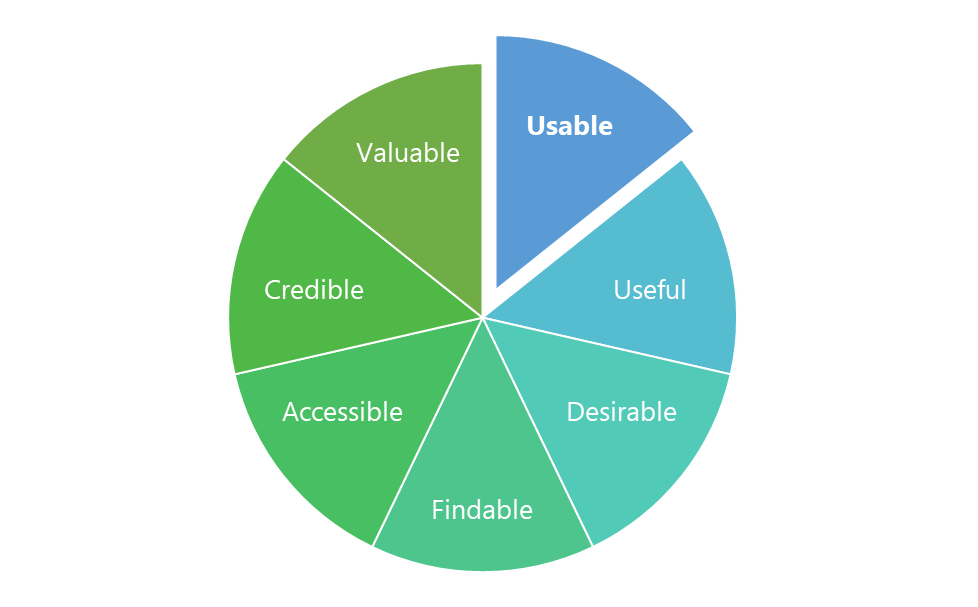 Usable
Useful
Desirable
Findable
Accessible
Credible
Valuable